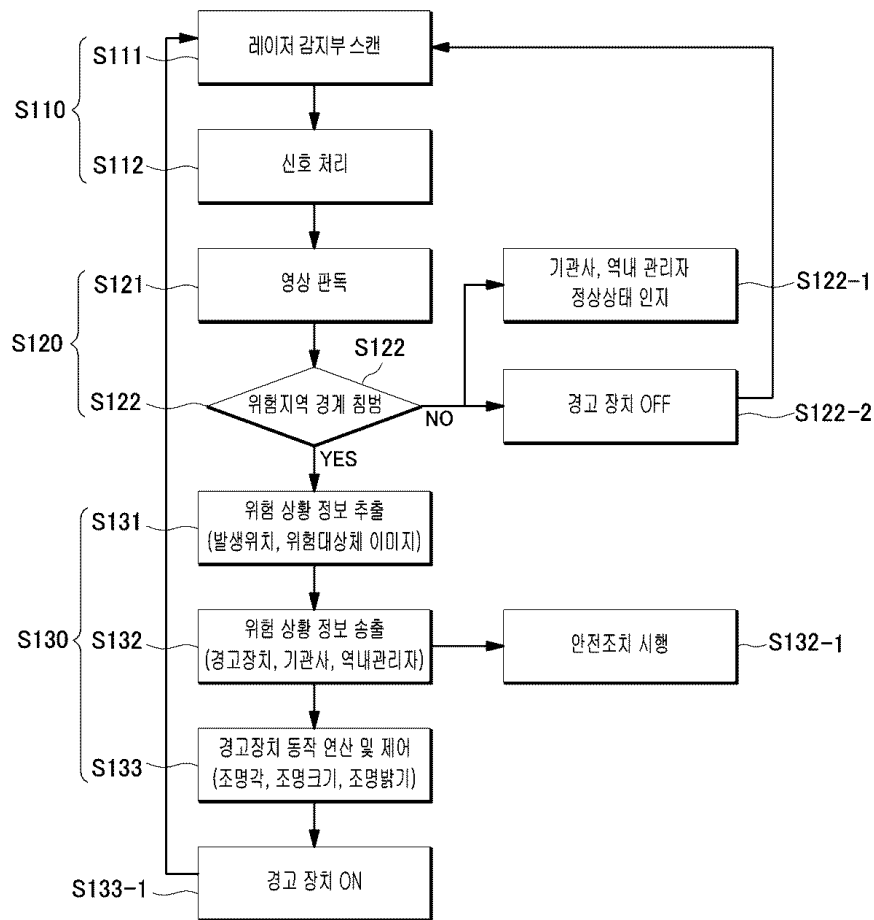 레이저 감지부 스캔
S111
S110
신호 처리
S112
영상 판독
S121
기관사, 역내 관리자
정상상태 인지
S122-1
S120
S122
위험지역 경계 침범
S122
NO
경고 장치 OFF
S122-2
YES
위험 상황 정보 추출
(발생위치, 위험대상체 이미지)
S131
S130
위험 상황 정보 송출
(경고장치, 기관사, 역내관리자)
S132
안전조치 시행
S132-1
경고장치 동작 연산 및 제어
(조명각, 조명크기, 조명밝기)
S133
경고 장치 ON
S133-1